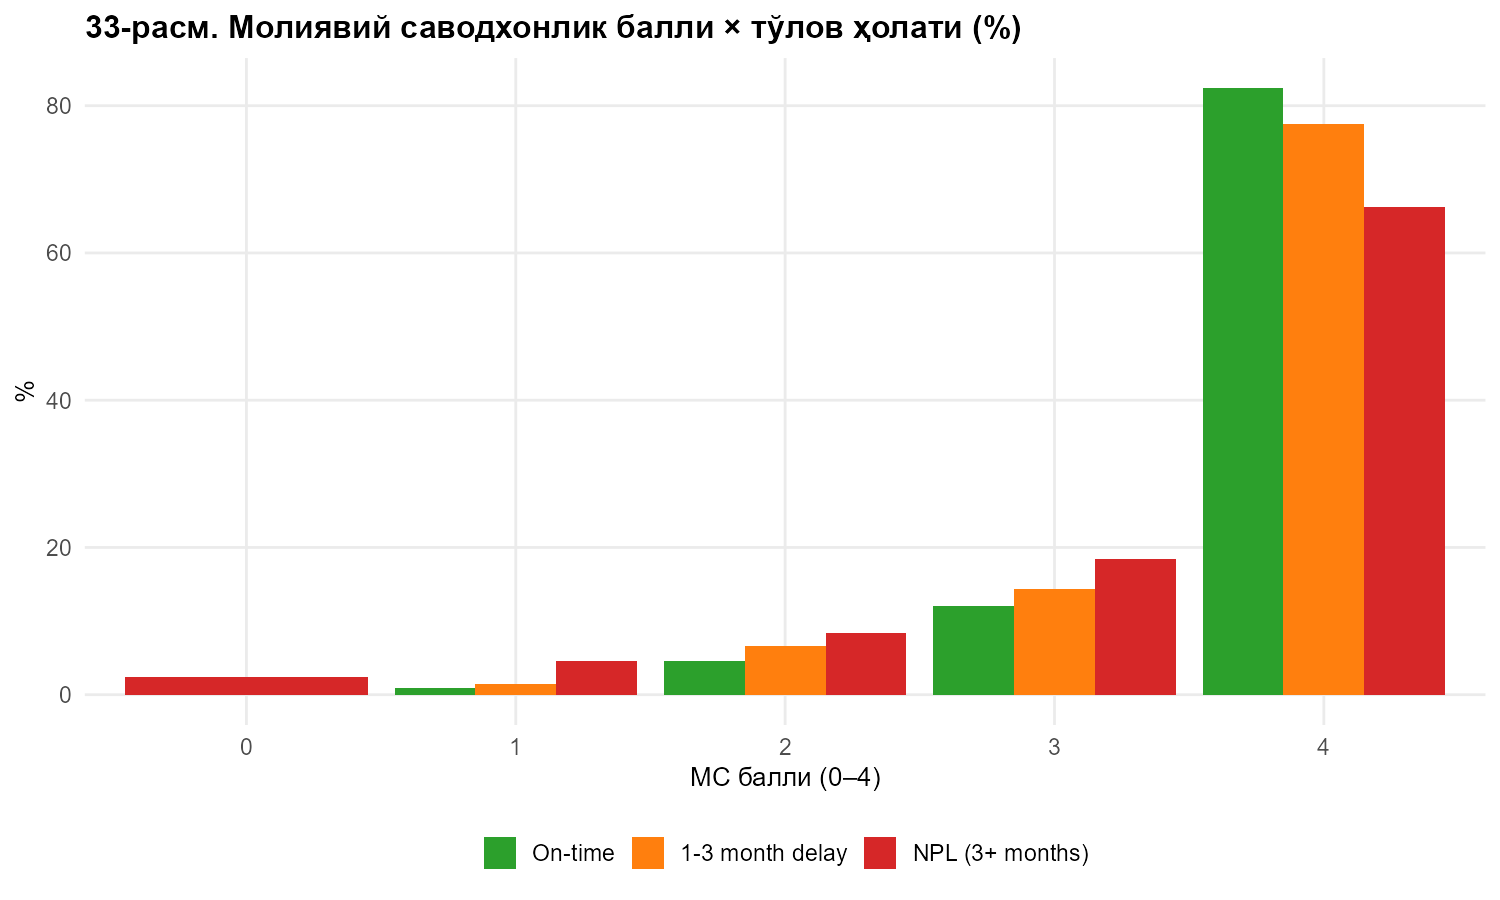 33-расм. Молиявий саводхонлик балли × тўлов ҳолати (%)
%
80
60
40
20
0
0 1 2 3 4
МС балли (0–4)
On-time 1-3 month delay NPL (3+ months)